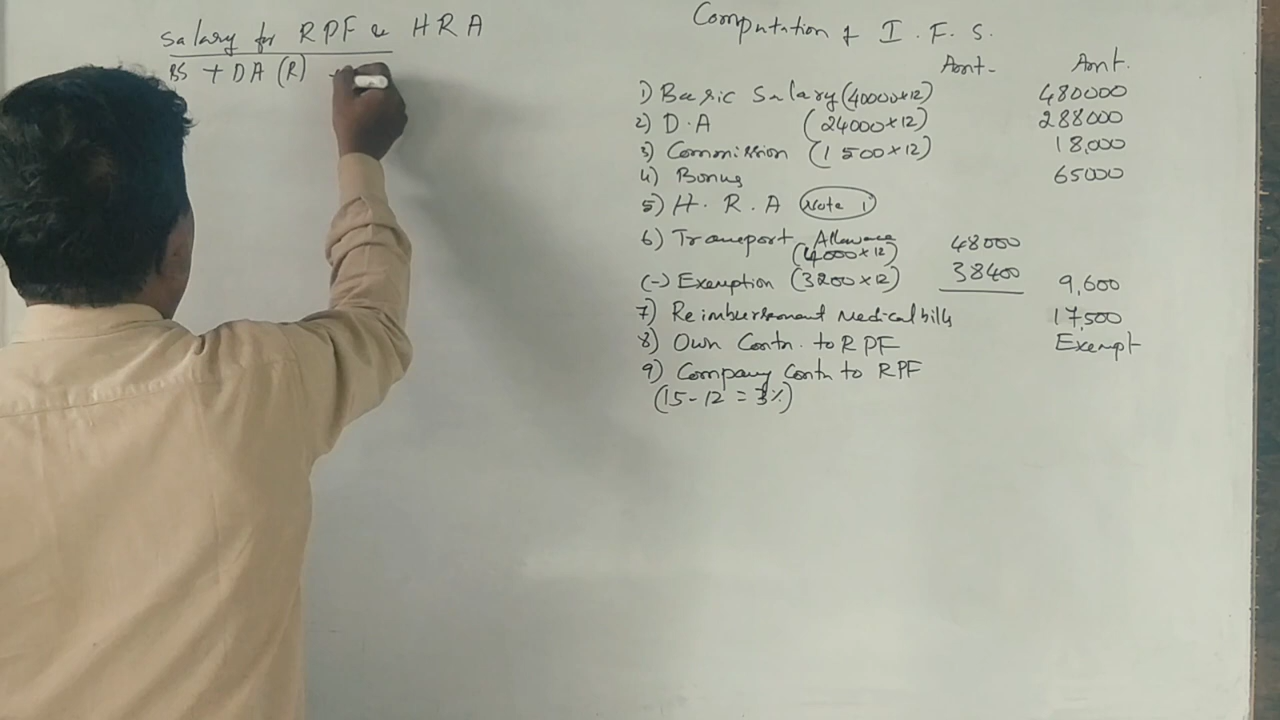 Salary for RPF & HRA
BS + DA (R)
Computation of I.F.S.
Amt- Amt.
1) Basic Salary (40000×12) 480000
2) D.A (24000×12) 288000
3) Commission (1500×12) 18,000
4) Bonus 65000
5) H.R.A (Note 1)
6) Transport Allowance 48000
(4000×12)
(-) Exemption (3200×12) 38400 9,600
7) Reimbursement Medical bills 17,500
8) Own Contn. to RPF Exempt
9) Company Contn to RPF
(15-12 = 3%)